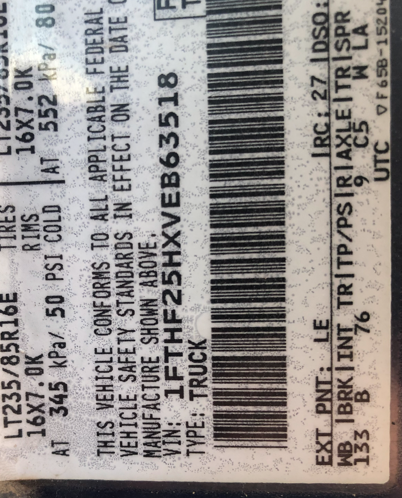 LT235/85R16E TIRES LT235/85R16E
16X7.0K RIMS 16X7.0K
AT 345 kPa/ 50 PSI COLD AT 552 kPa/ 80
THIS VEHICLE CONFORMS TO ALL APPLICABLE FEDERAL
VEHICLE SAFETY STANDARDS IN EFFECT ON THE DATE O
MANUFACTURE SHOWN ABOVE.
VIN: 1FTHF25HXVEB63518
TYPE: TRUCK
EXT PNT: LE RC: 27 DSO:
WB |BRK|INT TR|TP/PS|R|AXLE|TR|SPR
133 B 76 9 C5 W LA
UTC